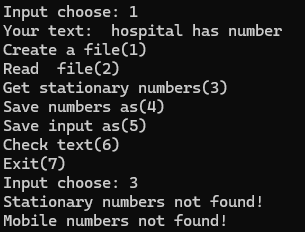 Input choose: 1
Your text:  hospital has number
Create a file(1)
Read  file(2)
Get stationary numbers(3)
Save numbers as(4)
Save input as(5)
Check text(6)
Exit(7)
Input choose: 3
Stationary numbers not found!
Mobile numbers not found!